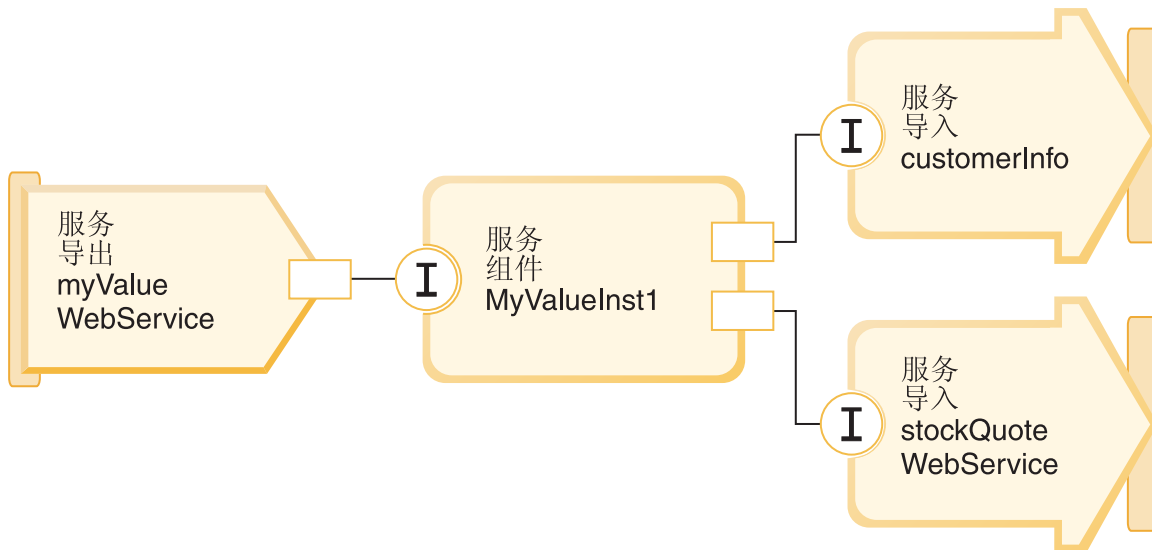 服务
导出
myValue
WebService
服务
组件
MyValueInst1
服务
导入
customerInfo
服务
导入
stockQuote
WebService